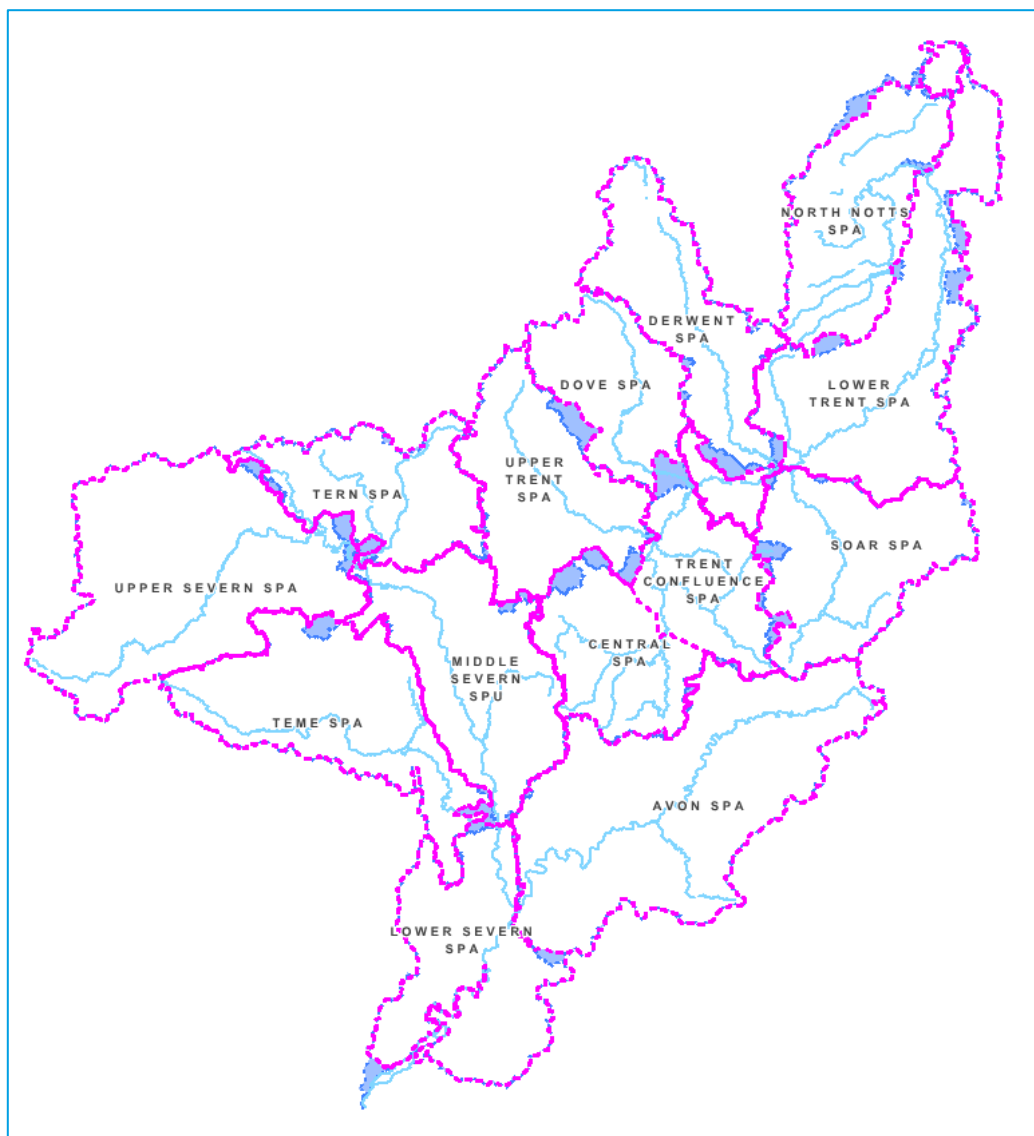 NORTH NOTTS
SPA
DERWENT
SPA
DOVE SPA
LOWER
TRENT SPA
UPPER
TRENT
SPA
TERN SPA
SOAR SPA
TRENT
CONFLUENCE
SPA
UPPER SEVERN SPA
CENTRAL
SPA
MIDDLE
SEVERN
SPU
TEME SPA
AVON SPA
LOWER SEVERN
SPA